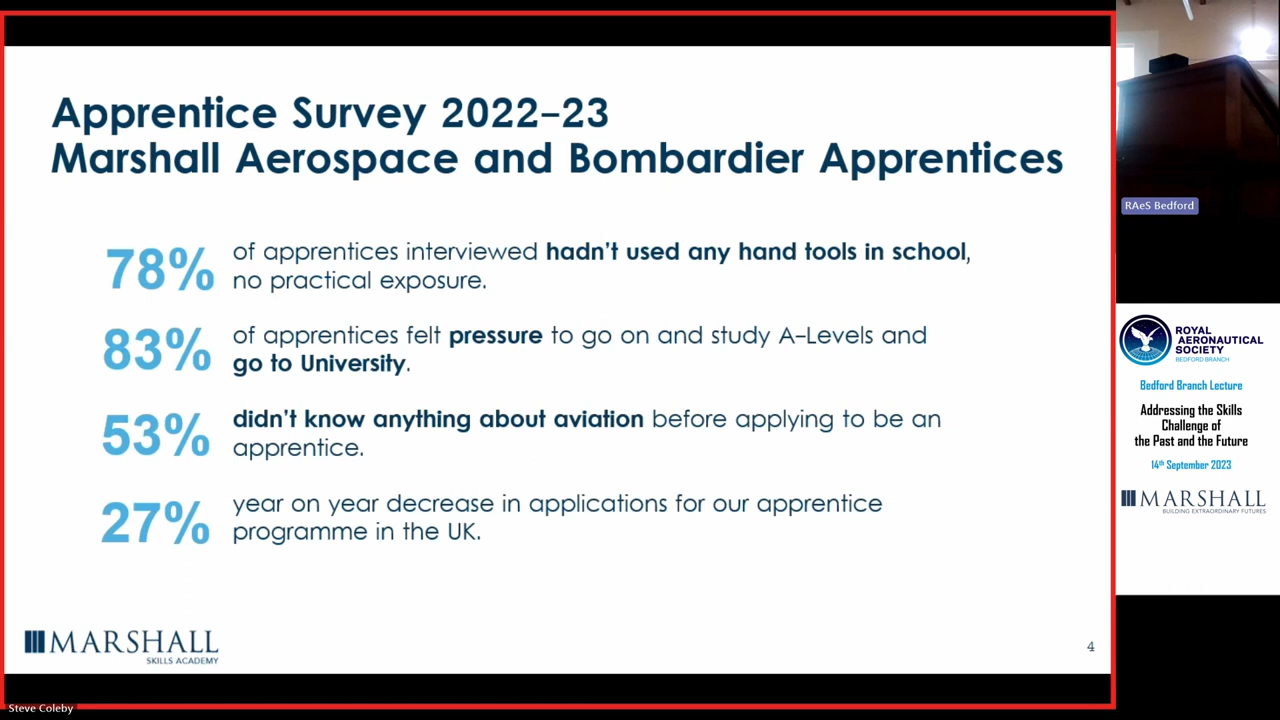 Apprentice Survey 2022–23
Marshall Aerospace and Bombardier Apprentices
78%
of apprentices interviewed hadn't used any hand tools in school,
no practical exposure.
83%
of apprentices felt pressure to go on and study A–Levels and
go to University.
53%
didn't know anything about aviation before applying to be an
apprentice.
27%
year on year decrease in applications for our apprentice
programme in the UK.
MARSHALL
SKILLS ACADEMY
4
Steve Coleby
RAeS Bedford
ROYAL
AERONAUTICAL
SOCIETY
BEDFORD BRANCH
Bedford Branch Lecture
Addressing the Skills
Challenge of
the Past and the Future
14th September 2023
MARSHALL
BUILDING EXTRAORDINARY FUTURES